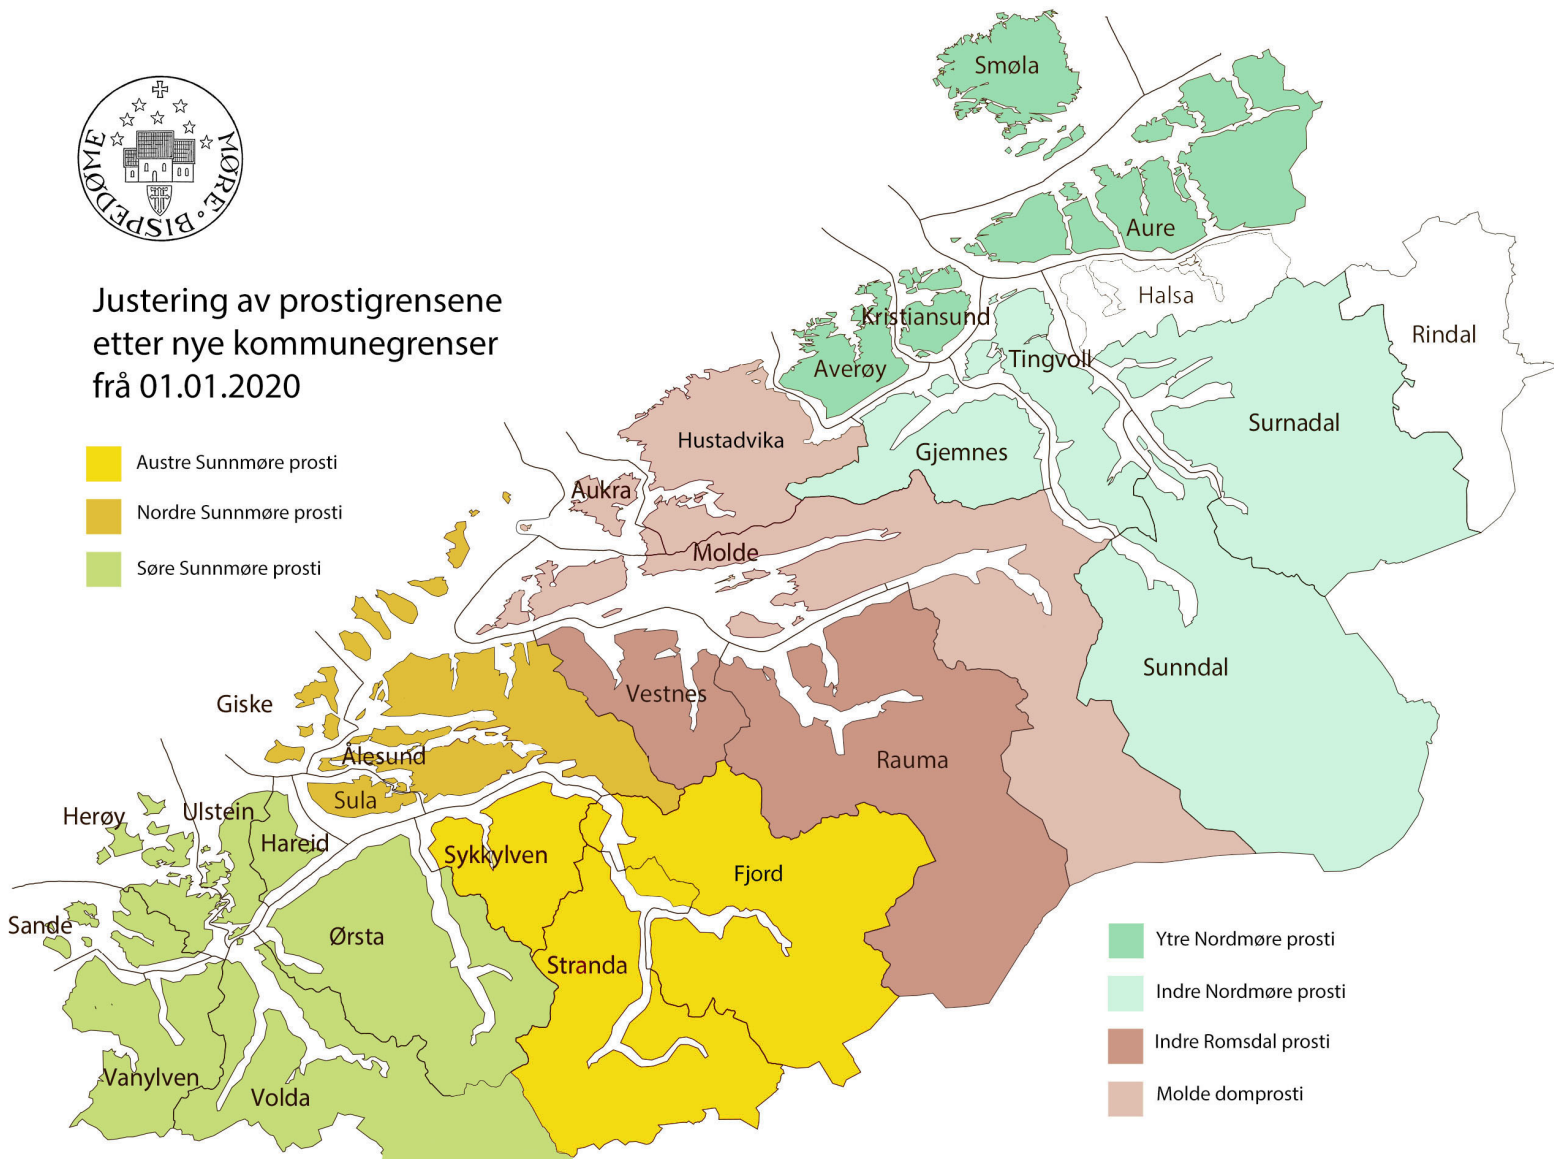 MØRE · BISPEDØME
Justering av prostigrensene
etter nye kommunegrenser
frå 01.01.2020
Austre Sunnmøre prosti
Nordre Sunnmøre prosti
Søre Sunnmøre prosti
Smøla
Aure
Halsa
Kristiansund
Rindal
Tingvoll
Averøy
Surnadal
Hustadvika
Gjemnes
Aukra
Molde
Sunndal
Vestnes
Giske
Ålesund
Rauma
Sula
Ulstein
Herøy
Hareid
Sykkylven
Fjord
Sande
Ørsta
Stranda
Vanylven
Volda
Ytre Nordmøre prosti
Indre Nordmøre prosti
Indre Romsdal prosti
Molde domprosti